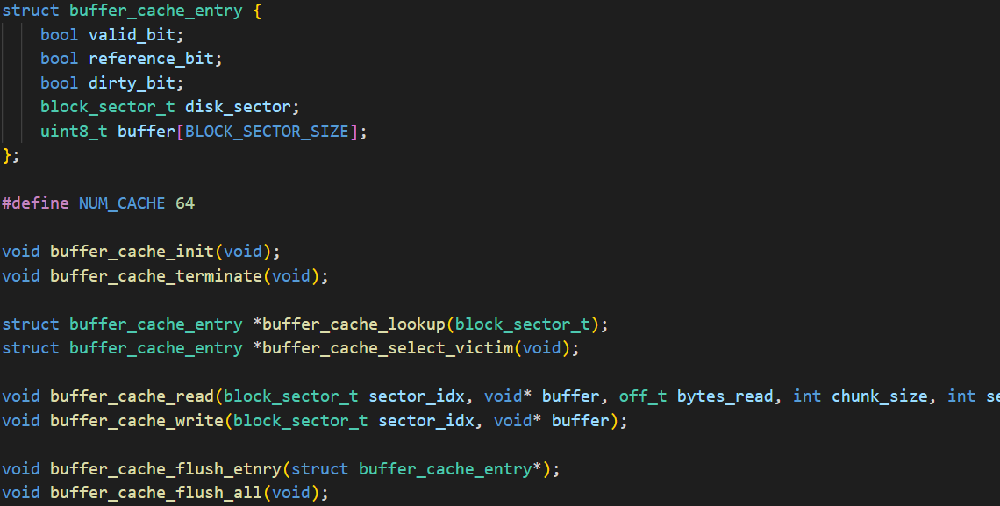 struct buffer_cache_entry {
    bool valid_bit;
    bool reference_bit;
    bool dirty_bit;
    block_sector_t disk_sector;
    uint8_t buffer[BLOCK_SECTOR_SIZE];
};
#define NUM_CACHE 64
void buffer_cache_init(void);
void buffer_cache_terminate(void);
struct buffer_cache_entry *buffer_cache_lookup(block_sector_t);
struct buffer_cache_entry *buffer_cache_select_victim(void);
void buffer_cache_read(block_sector_t sector_idx, void* buffer, off_t bytes_read, int chunk_size, int
void buffer_cache_write(block_sector_t sector_idx, void* buffer);
void buffer_cache_flush_etnry(struct buffer_cache_entry*);
void buffer_cache_flush_all(void);